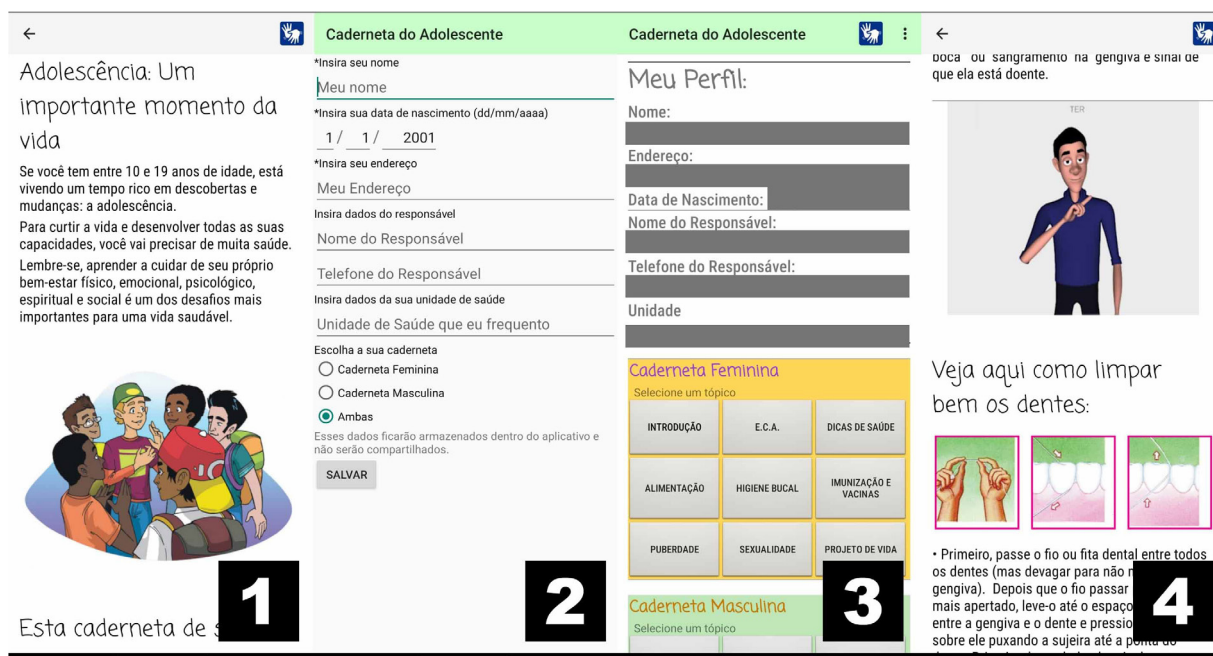 Adolescência: Um
importante momento da
vida
Se você tem entre 10 e 19 anos de idade, está
vivendo um tempo rico em descobertas e
mudanças: a adolescência.
Para curtir a vida e desenvolver todas as suas
capacidades, você vai precisar de muita saúde.
Lembre-se, aprender a cuidar de seu próprio
bem-estar físico, emocional, psicológico,
espiritual e social é um dos desafios mais
importantes para uma vida saudável.
Esta caderneta de
1
Caderneta do Adolescente
*Insira seu nome
Meu nome
*Insira sua data de nascimento (dd/mm/aaaa)
1/ 1/ 2001
*Insira seu endereço
Meu Endereço
Insira dados do responsável
Nome do Responsável
Telefone do Responsável
Insira dados da sua unidade de saúde
Unidade de Saúde que eu frequento
Escolha a sua caderneta
Caderneta Feminina
Caderneta Masculina
Ambas
Esses dados ficarão armazenados dentro do aplicativo e
não serão compartilhados.
SALVAR
2
Caderneta do Adolescente
Meu Perfil:
Nome:
Endereço:
Data de Nascimento:
Nome do Responsável:
Telefone do Responsável:
Unidade
Caderneta Feminina
Selecione um tópico
INTRODUÇÃO
E.C.A.
DICAS DE SAÚDE
ALIMENTAÇÃO
HIGIENE BUCAL
IMUNIZAÇÃO E
VACINAS
PUBERDADE
SEXUALIDADE
PROJETO DE VIDA
Caderneta Masculina
Selecione um tópico
3
boca ou sangramento na gengiva é sinal de
que ela está doente.
TER
Veja aqui como limpar
bem os dentes:
• Primeiro, passe o fio ou fita dental entre todos
os dentes (mas devagar para não
gengiva). Depois que o fio passar
mais apertado, leve-o até o espaço
entre a gengiva e o dente e
sobre ele puxando a sujeira até a ponta do
4